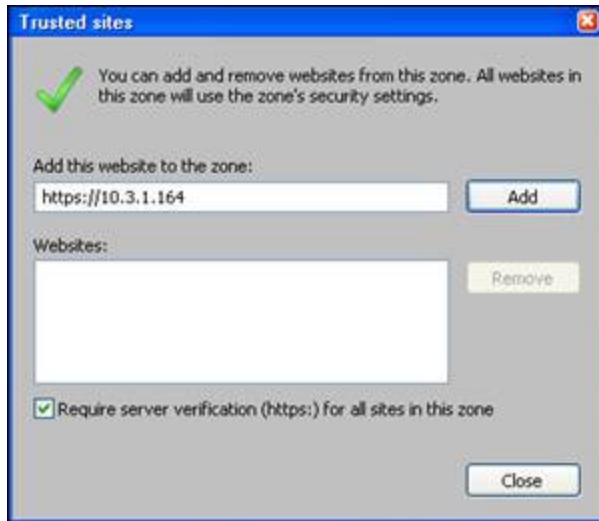 Trusted sites
You can add and remove websites from this zone. All websites in
this zone will use the zone's security settings.
Add this website to the zone:
https://10.3.1.164
Add
Websites:
Remove
Require server verification (https:) for all sites in this zone
Close